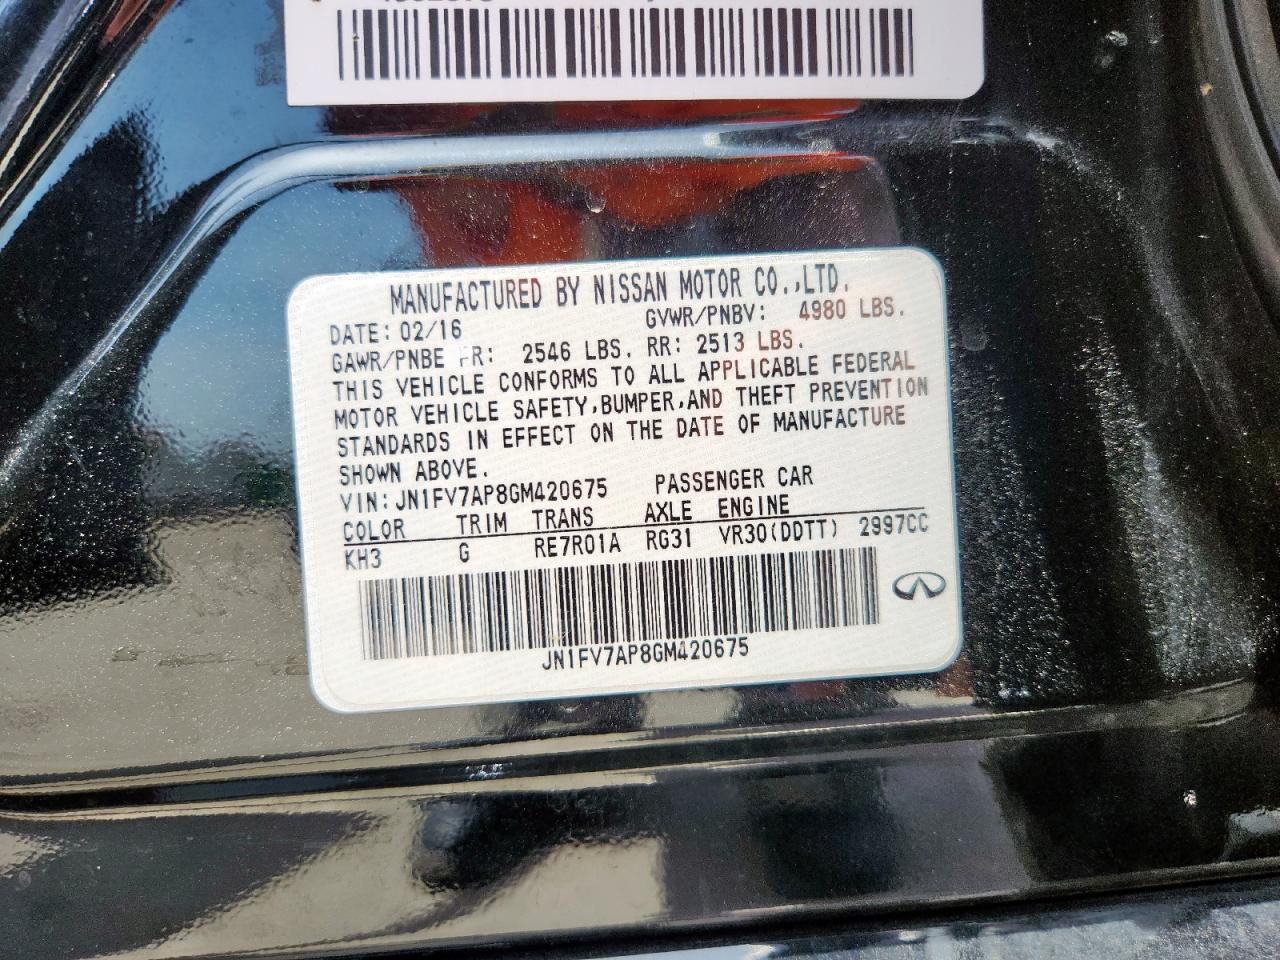 MANUFACTURED BY NISSAN MOTOR CO.,LTD.
DATE: 02/16 GVWR/PNBV: 4980 LBS.
GAWR/PNBE FR: 2546 LBS. RR: 2513 LBS.
THIS VEHICLE CONFORMS TO ALL APPLICABLE FEDERAL
MOTOR VEHICLE SAFETY,BUMPER,AND THEFT PREVENTION
STANDARDS IN EFFECT ON THE DATE OF MANUFACTURE
SHOWN ABOVE.
VIN: JN1FV7AP8GM420675 PASSENGER CAR
COLOR TRIM TRANS AXLE ENGINE
KH3 G RE7R01A RG31 VR30(DDTT) 2997CC
JN1FV7AP8GM420675